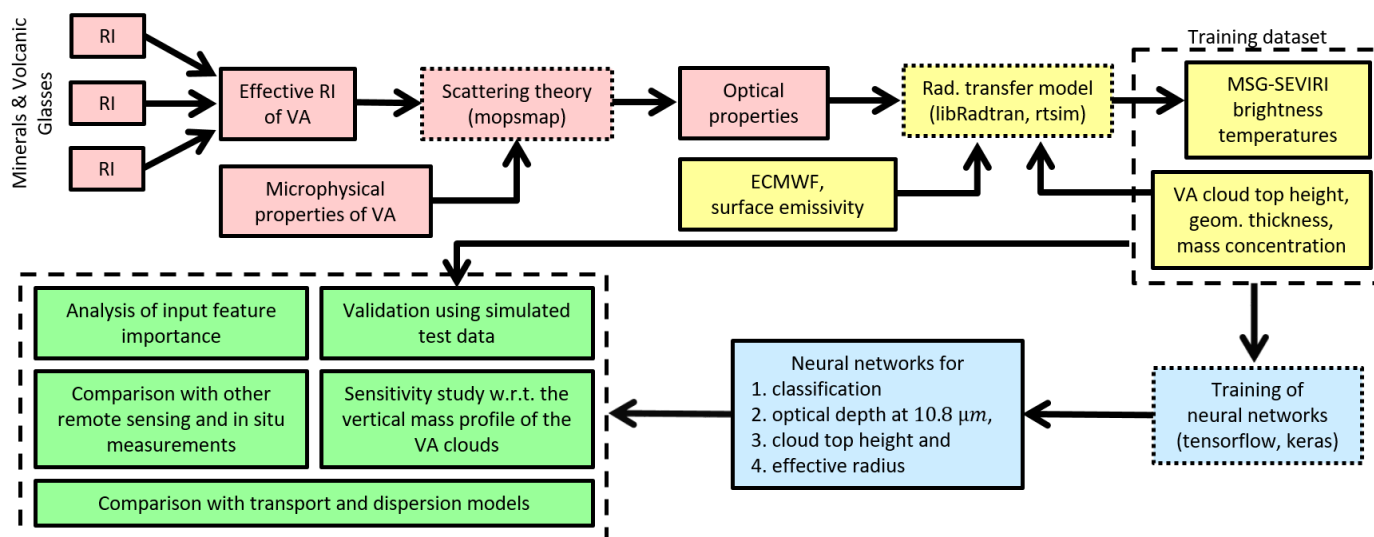 Minerals & Volcanic
Glasses
RI
RI
RI
Effective RI
of VA
Scattering theory
(mopsmap)
Microphysical
properties of VA
Optical
properties
Rad. transfer model
(libRadtran, rtsim)
ECMWF,
surface emissivity
Training dataset
MSG-SEVIRI
brightness
temperatures
VA cloud top height,
geom. thickness,
mass concentration
Analysis of input feature
importance
Validation using simulated
test data
Comparison with other
remote sensing and in situ
measurements
Sensitivity study w.r.t. the
vertical mass profile of the
VA clouds
Comparison with transport and dispersion models
Neural networks for
1. classification
2. optical depth at 10.8 μm,
3. cloud top height and
4. effective radius
Training of
neural networks
(tensorflow, keras)